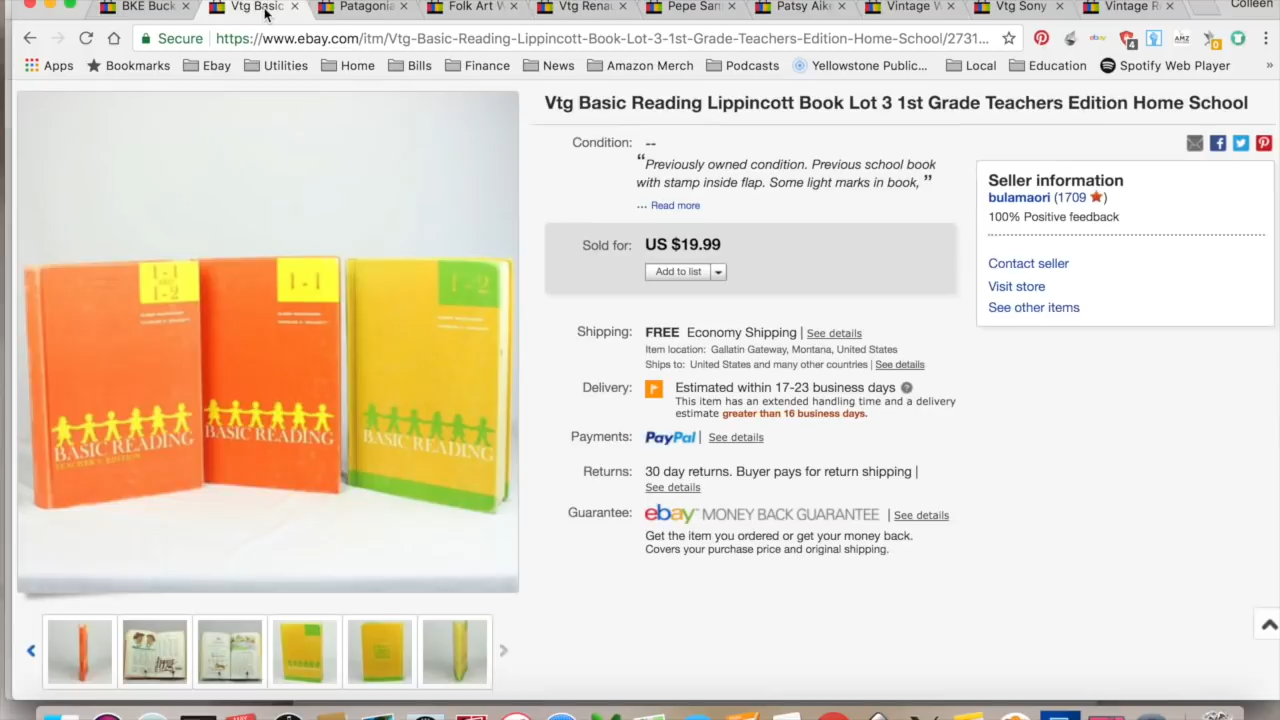 BKE Buck
Vtg Basic
Patagonia
Folk Art W
Vtg Renau
Pepe San
Patsy Aike
Vintage W
Vtg Sony
Vintage R
Colleen
Secure
https://www.ebay.com/itm/Vtg-Basic-Reading-Lippincott-Book-Lot-3-1st-Grade-Teachers-Edition-Home-School/2731...
Apps
Bookmarks
Ebay
Utilities
Home
Bills
Finance
News
Amazon Merch
Podcasts
Yellowstone Public...
Local
Education
Spotify Web Player
»
Vtg Basic Reading Lippincott Book Lot 3 1st Grade Teachers Edition Home School
Condition: --
“Previously owned condition. Previous school book
with stamp inside flap. Some light marks in book, ”
... Read more
Sold for: US $19.99
Add to list
Shipping: FREE Economy Shipping | See details
Item location: Gallatin Gateway, Montana, United States
Ships to: United States and many other countries | See details
Delivery: Estimated within 17-23 business days
This item has an extended handling time and a delivery
estimate greater than 16 business days.
Payments: PayPal | See details
Returns: 30 day returns. Buyer pays for return shipping |
See details
Guarantee: ebay MONEY BACK GUARANTEE | See details
Get the item you ordered or get your money back.
Covers your purchase price and original shipping.
Seller information
bulamaori (1709)
100% Positive feedback
Contact seller
Visit store
See other items
1-1
1-2
BASIC READING
TEACHER'S EDITION
1-1
BASIC READING
1-2
BASIC READING